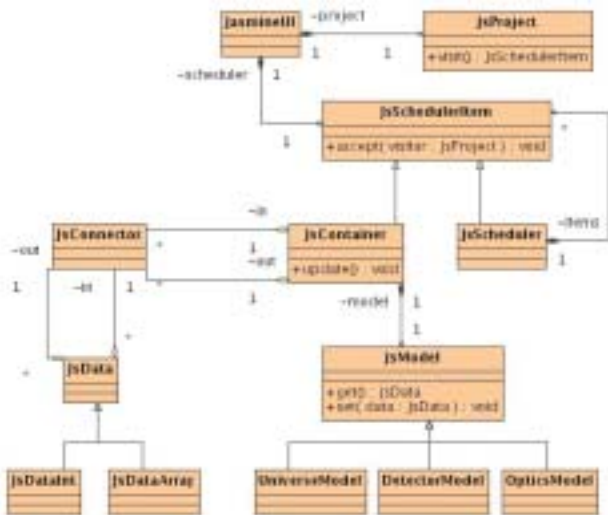 ~project
JsProject
1
1
+visit() : JsSchedulerItem
~scheduler
1
JsSchedulerItem
1
+accept( visitor : JsProject ) : void
*
~in
JsConnector
*
1
JsContainer
JsScheduler
~items
~out
~out
+update() : void
1
1
~in
1
*
1
~model
1
1
*
JsData
*
JsModel
+get() : JsData
+set( data : JsData ) : void
JsDataInt
JsDataArray
UniverseModel
DetectorModel
OpticsModel